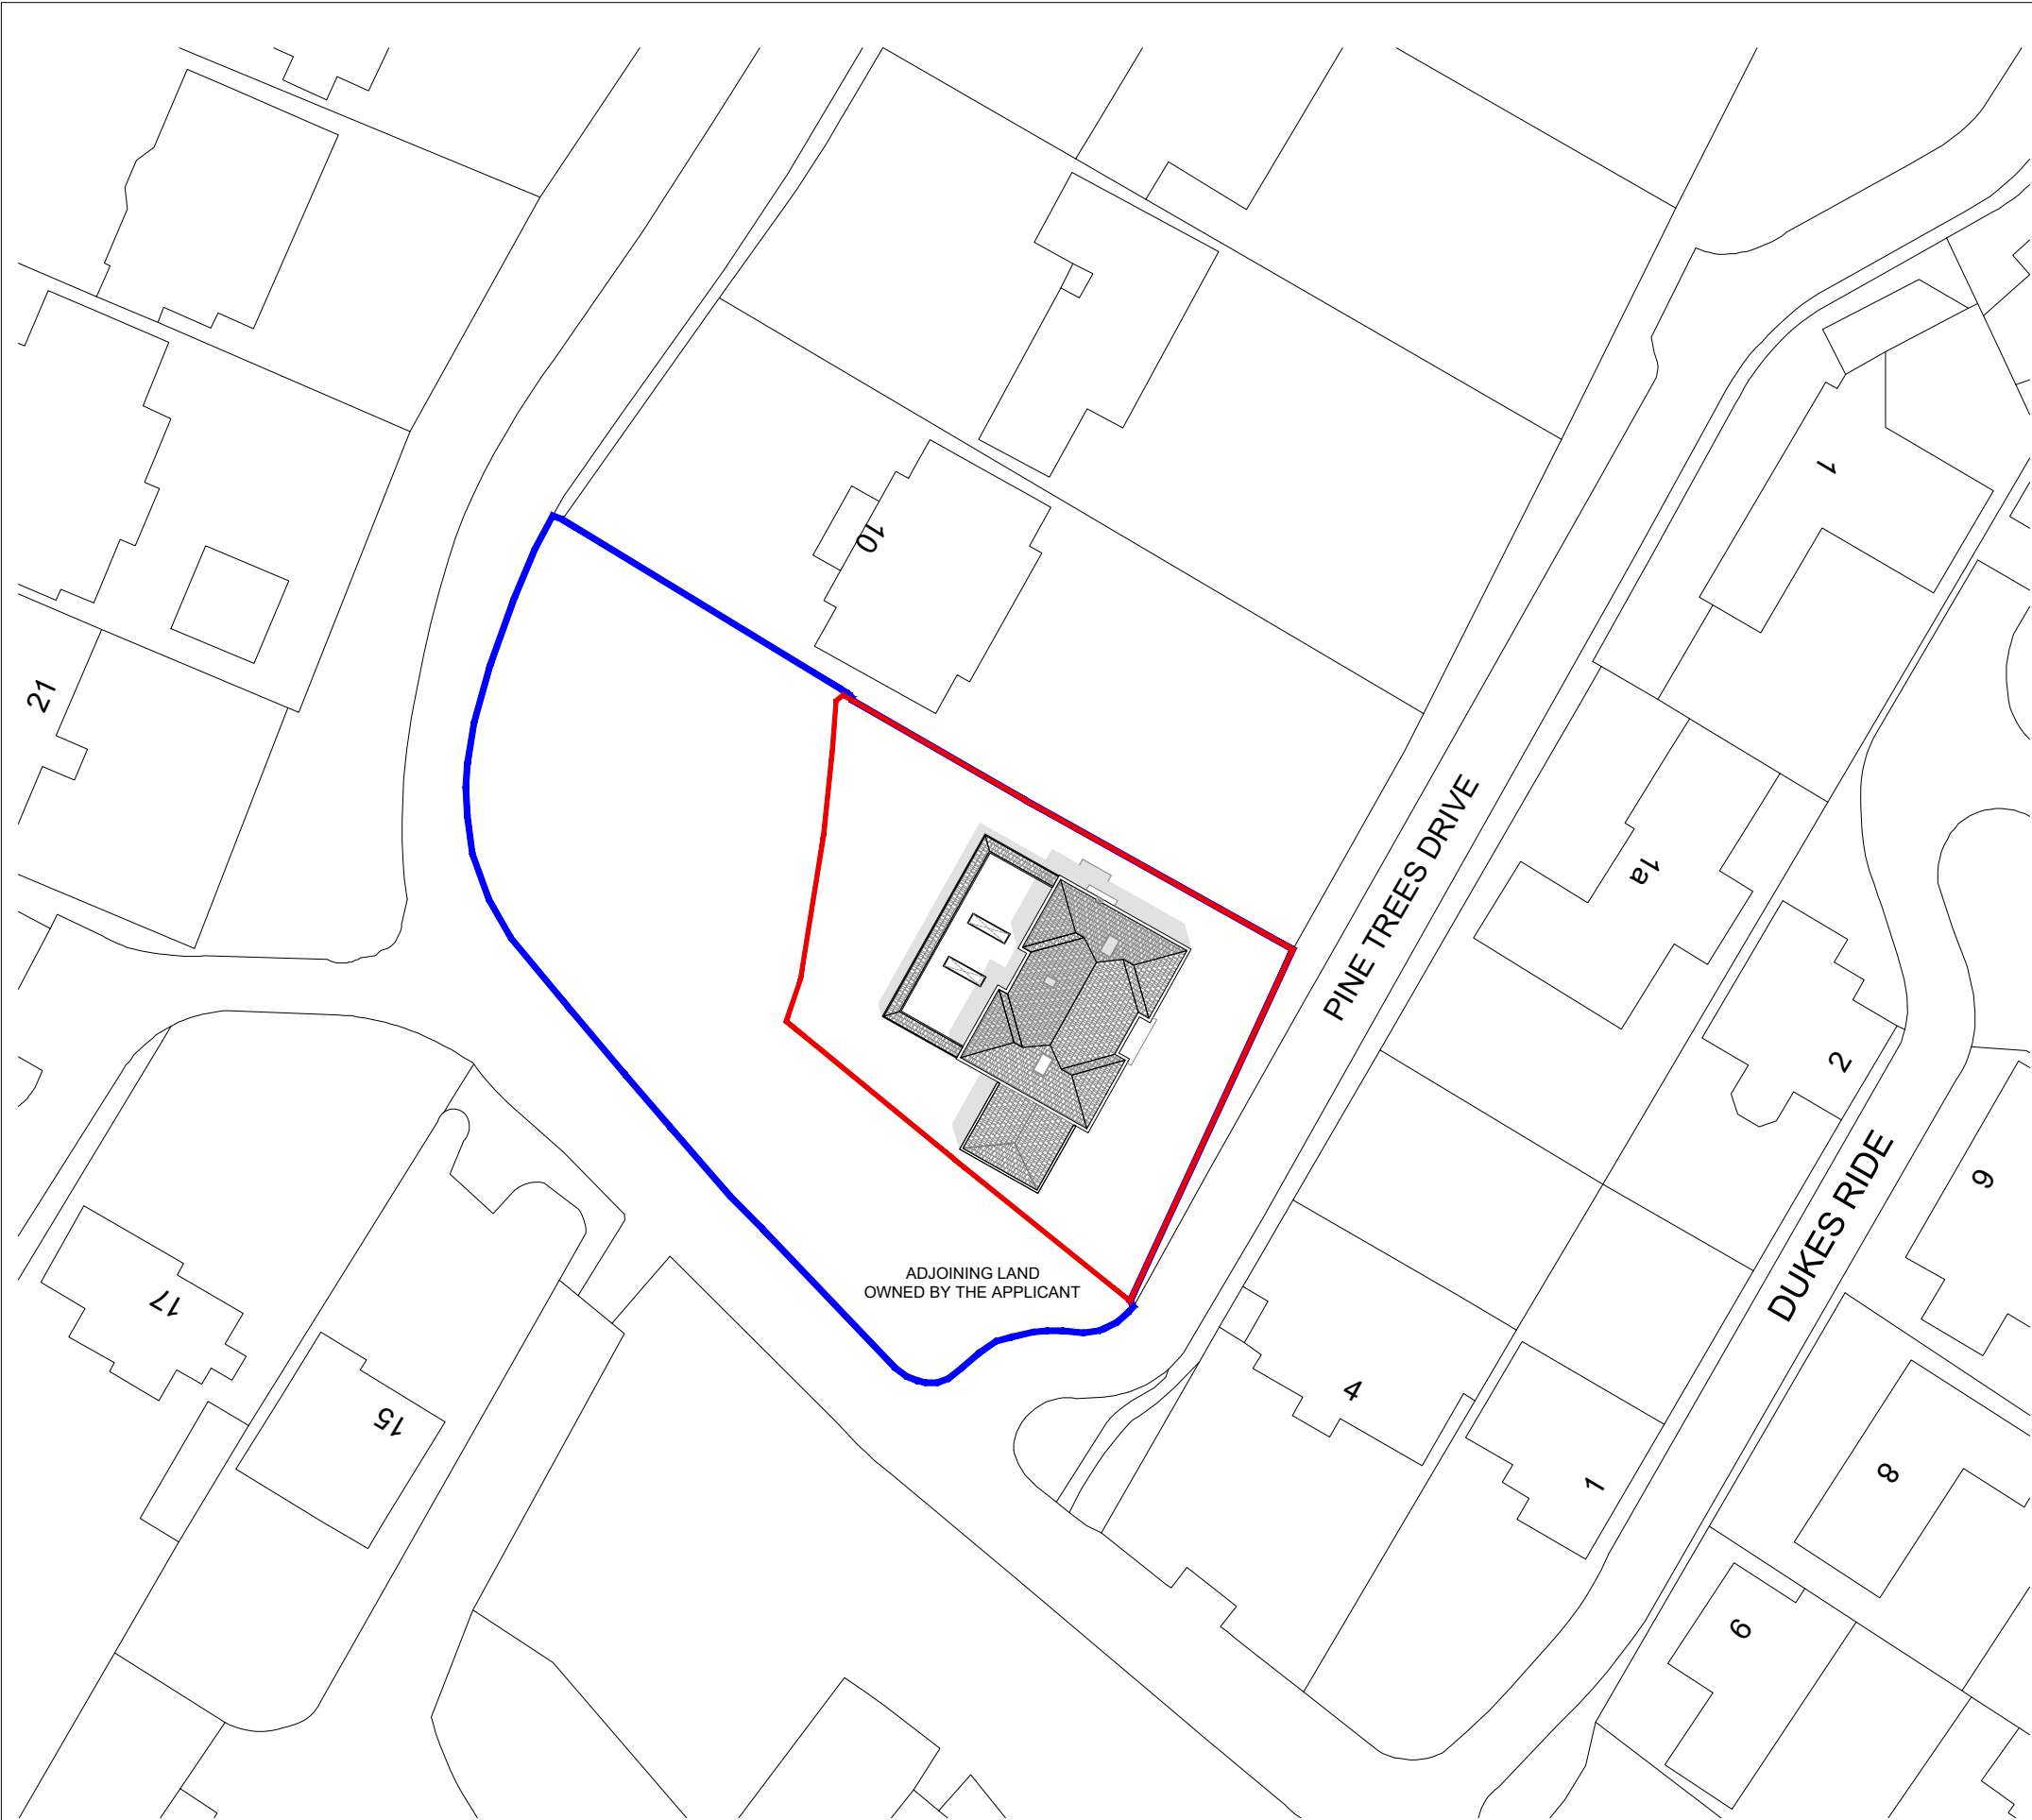 1
10
21
PINE TREES DRIVE
1a
2
DUKES RIDE
9
ADJOINING LAND
OWNED BY THE APPLICANT
17
4
15
8
1
6